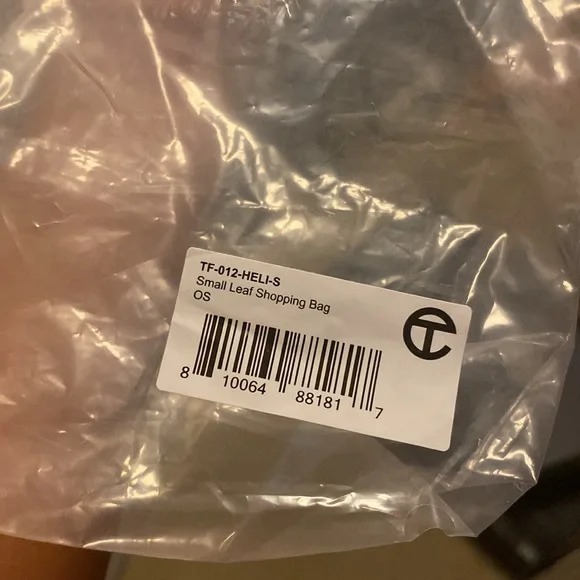 TF-012-HELI-S
Small Leaf Shopping Bag
OS
8 10064 88181 7